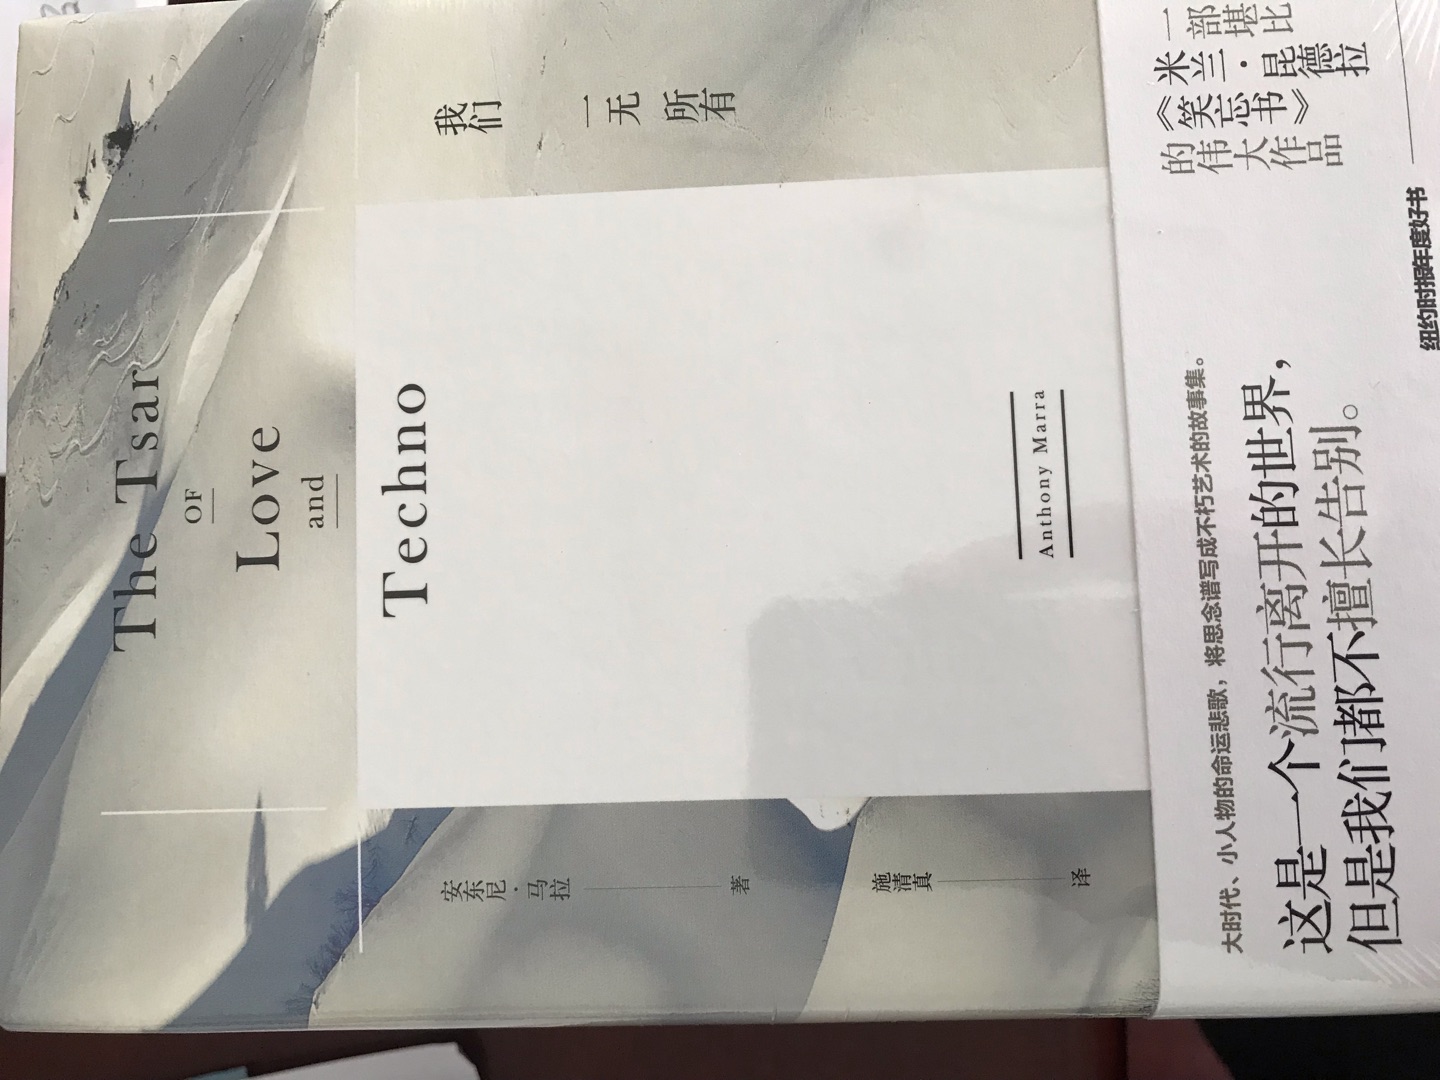 The Tsar
OF
Love
and
Techno
我们一无所有
安东尼·马拉 著
施清真 译
Anthony Marra
一部堪比
米兰·昆德拉
《笑忘书》
的伟大作品
大时代、小人物的命运悲歌，将思念谱写成不朽艺术的故事集。
这是一个流行离开的世界，
但是我们都不擅长告别。
纽约时报年度好书